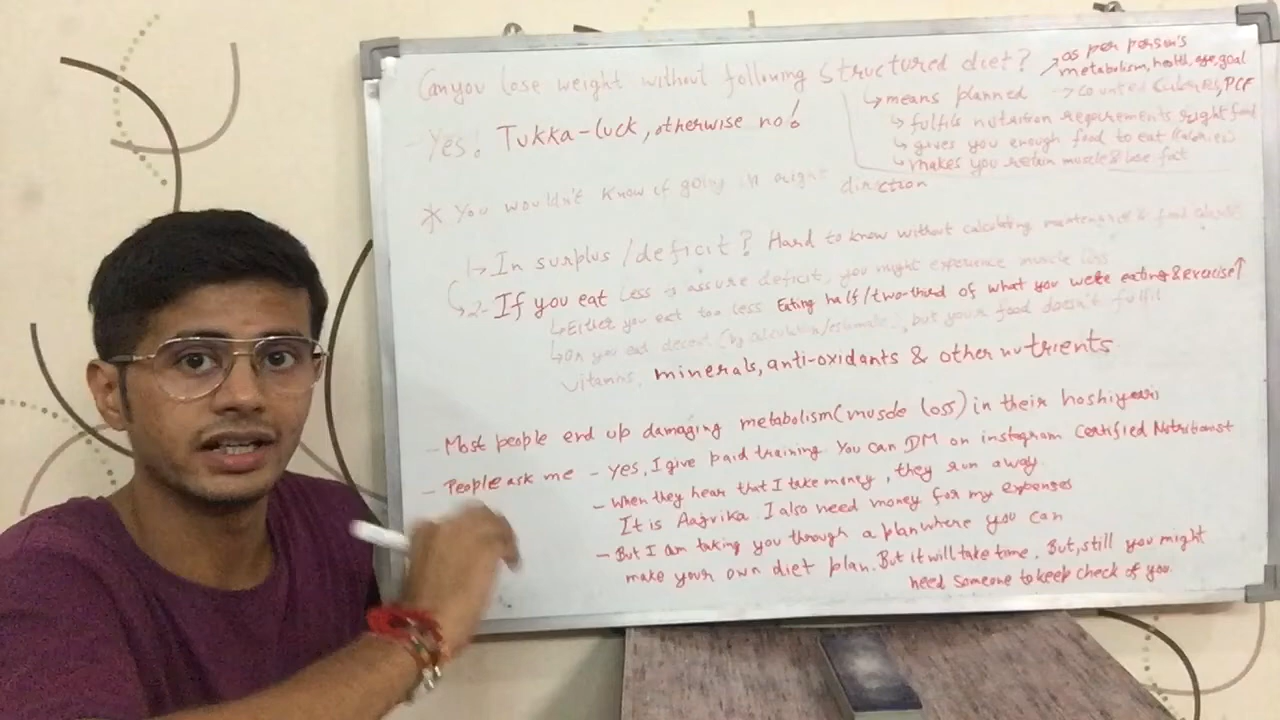 Can you lose weight without following structured diet?
→ as per person's
metabolism, health, age, goal
↳ means planned → counted calories, PCF
↳ fulfils nutrition requirements right food
↳ gives you enough food to eat (calories)
↳ makes you retain muscle & lose fat
- Yes! Tukka-luck, otherwise no!
* You wouldn't know if going in right direction
1→ In surplus/deficit? Hard to know without calculating maintenance & food calories
2- If you eat less to assure deficit, you might experience muscle loss
↳ Either you eat too less Eating half/two-third of what you were eating & exercise↑
↳ Or you eat decent (by calculation/estimate), but your food doesn't fulfil
vitamins, minerals, anti-oxidants & other nutrients.
- Most people end up damaging metabolism (muscle loss) in their hoshiyari
- People ask me - Yes, I give paid training. You can DM on instagram Certified Nutritionist
- When they hear that I take money, they run away
It is Aajivika. I also need money for my expenses
- But I am taking you through a plan where you can
make your own diet plan. But it will take time. But, still you might
need someone to keep check of you.